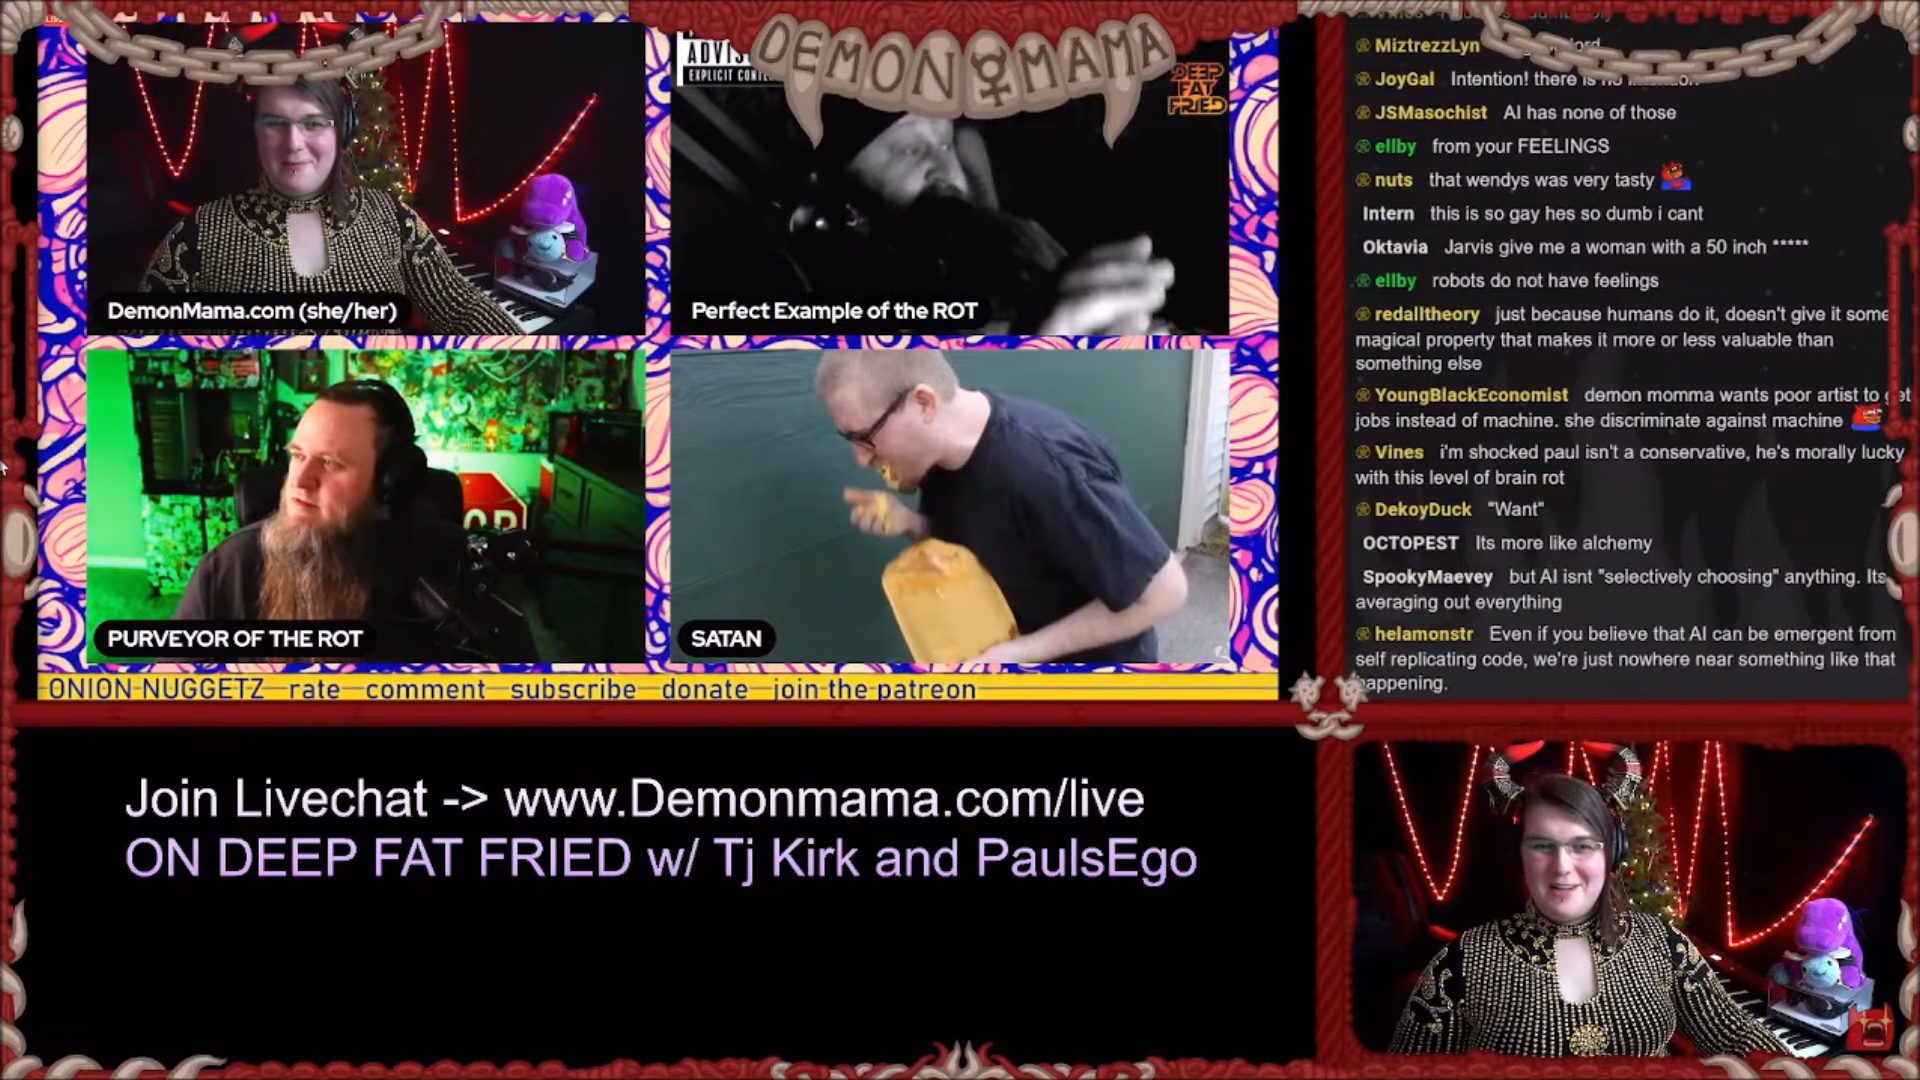 LIVE
DEMON MAMA
EXPLICIT
DEEP
FAT
FRIED
DemonMama.com (she/her)
Perfect Example of the ROT
PURVEYOR OF THE ROT
SATAN
ONION NUGGETZ rate comment subscribe donate join the patreon
MiztrezzLyn
JoyGal Intention! there is no
JSMasochist AI has none of those
ellby from your FEELINGS
nuts that wendys was very tasty
Intern this is so gay hes so dumb i cant
Oktavia Jarvis give me a woman with a 50 inch *****
ellby robots do not have feelings
redalltheory just because humans do it, doesn't give it some
magical property that makes it more or less valuable than
something else
YoungBlackEconomist demon momma wants poor artist to
jobs instead of machine. she discriminate against machine
Vines i'm shocked paul isn't a conservative, he's morally lucky
with this level of brain rot
DekoyDuck "Want"
OCTOPEST Its more like alchemy
SpookyMaevey but AI isnt "selectively choosing" anything. Its
averaging out everything
helamonstr Even if you believe that AI can be emergent from
self replicating code, we're just nowhere near something like that
happening.
Join Livechat -> www.Demonmama.com/live
ON DEEP FAT FRIED w/ Tj Kirk and PaulsEgo